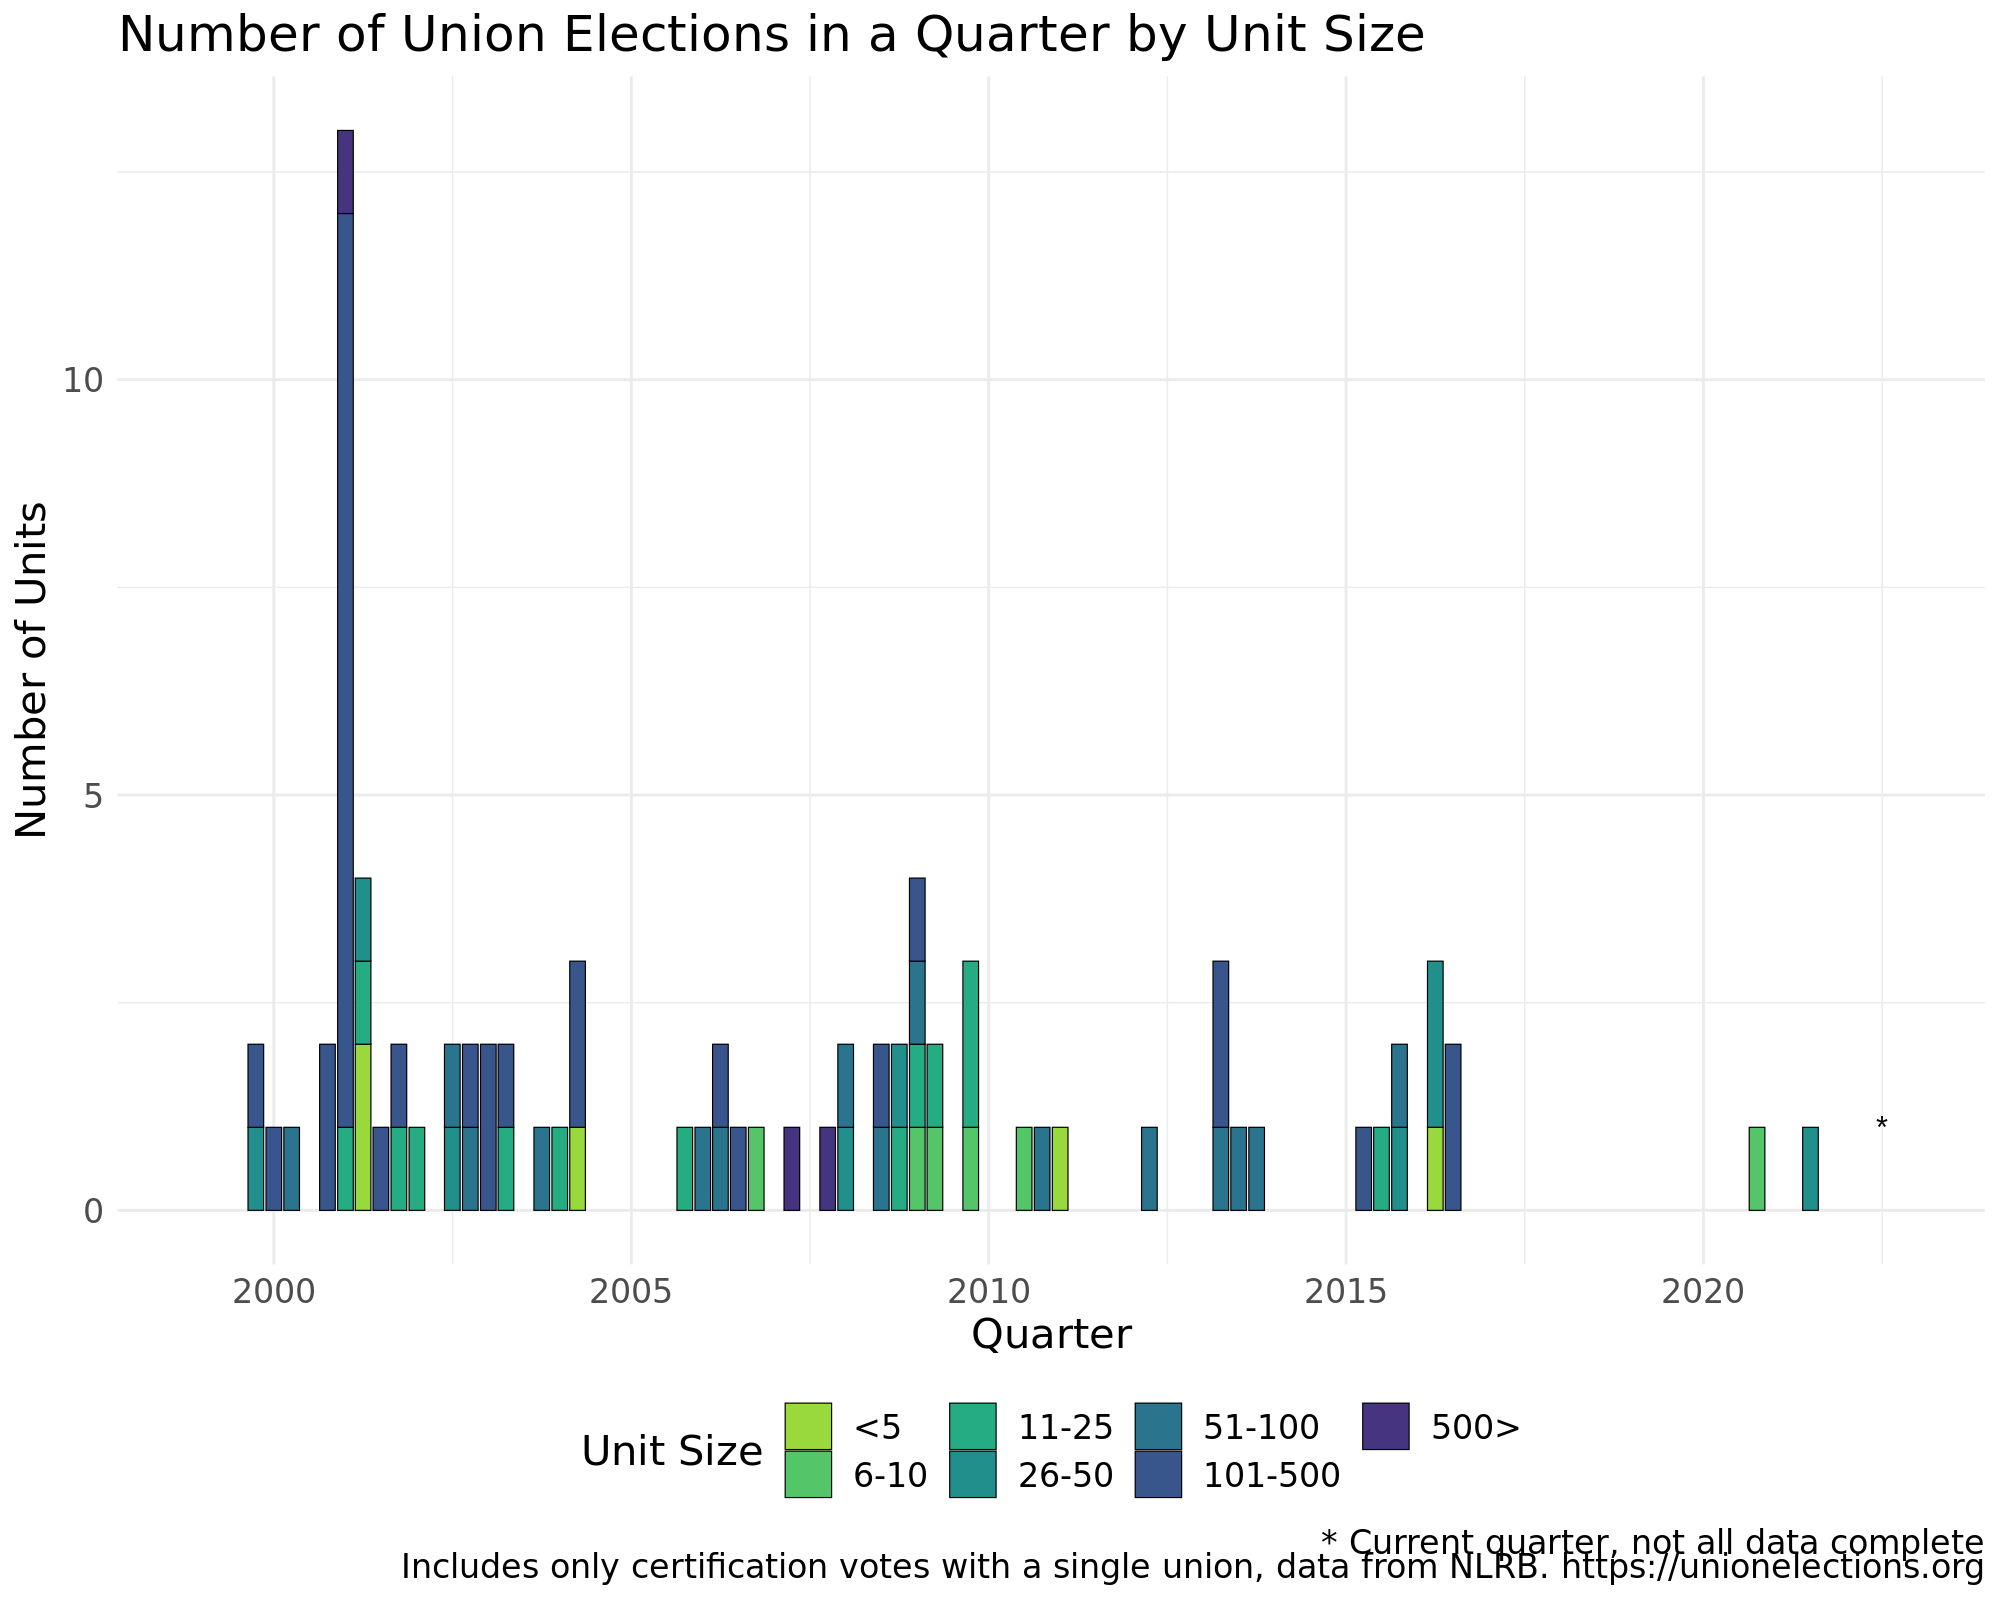 Number of Union Elections in a Quarter by Unit Size
Number of Units
10
5
0
*
2000 2005 2010 2015 2020
Quarter
Unit Size
<5 11-25 51-100 500>
6-10 26-50 101-500
* Current quarter, not all data complete
Includes only certification votes with a single union, data from NLRB. https://unionelections.org